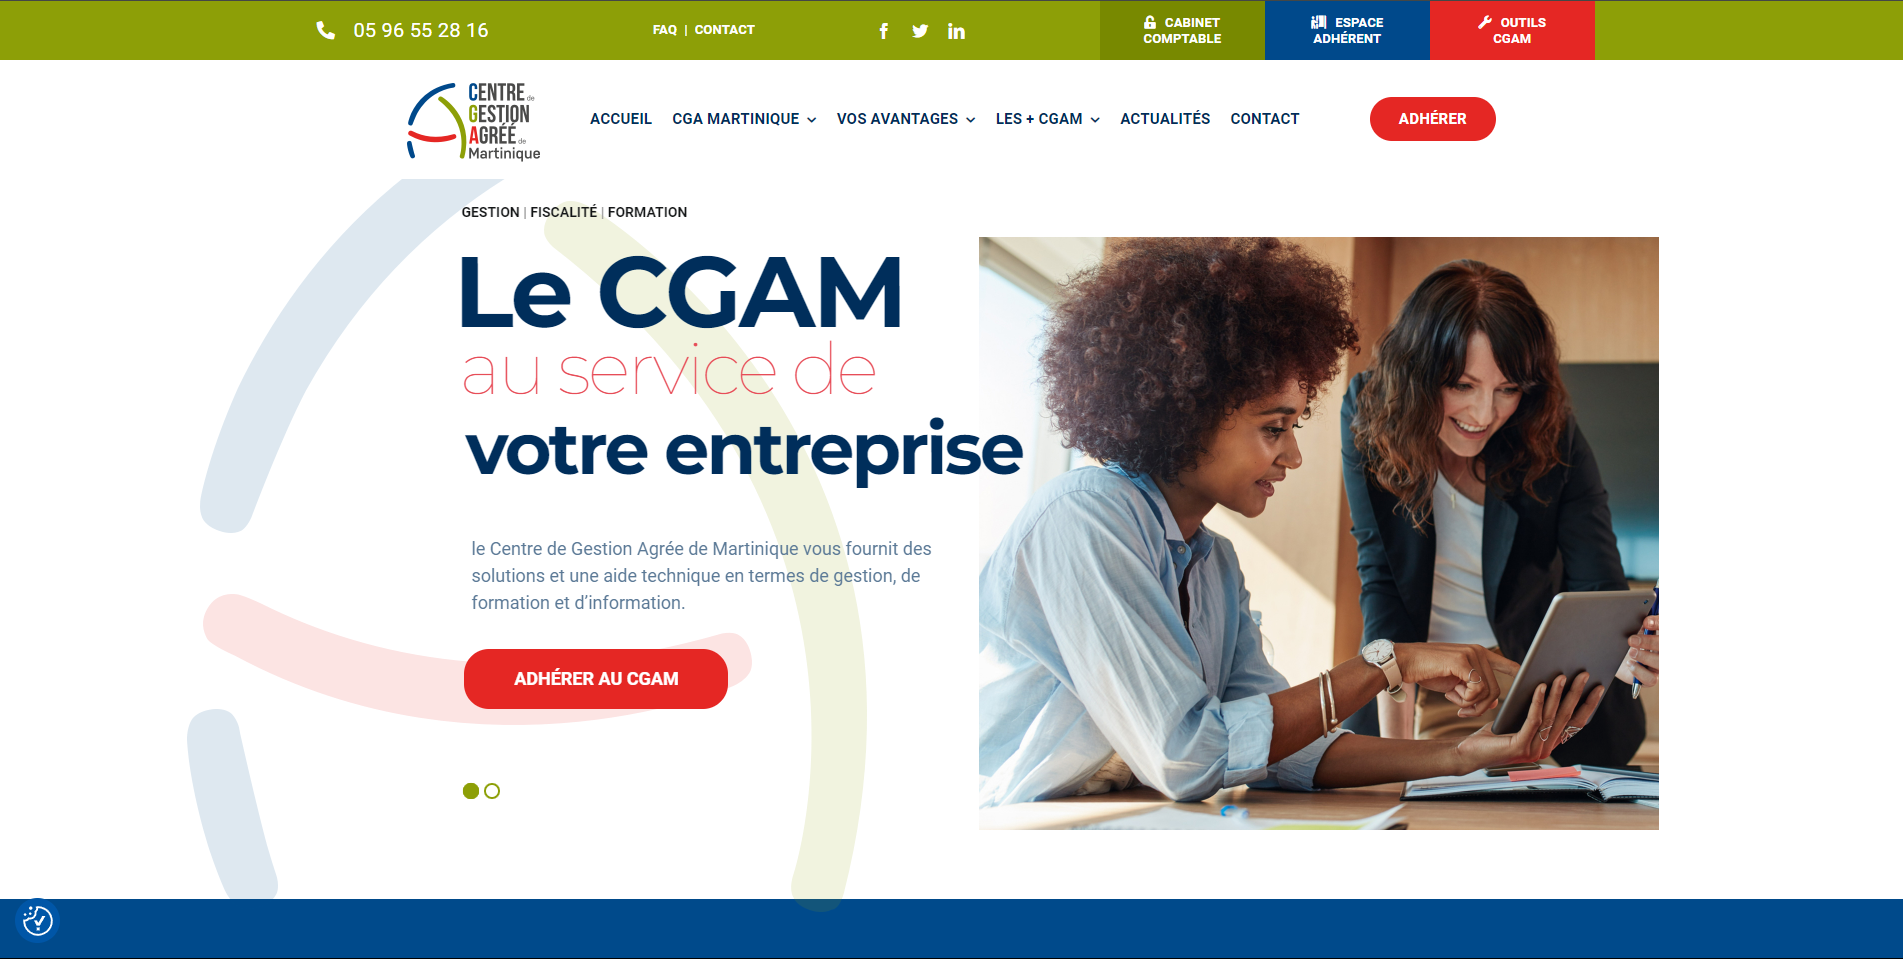 05 96 55 28 16
FAQ | CONTACT
CABINET
COMPTABLE
ESPACE
ADHÉRENT
OUTILS
CGAM
CENTRE de
GESTION
AGRÉÉ de
Martinique
ACCUEIL
CGA MARTINIQUE
VOS AVANTAGES
LES + CGAM
ACTUALITÉS
CONTACT
ADHÉRER
GESTION | FISCALITÉ | FORMATION
Le CGAM
au service de
votre entreprise
le Centre de Gestion Agrée de Martinique vous fournit des
solutions et une aide technique en termes de gestion, de
formation et d’information.
ADHÉRER AU CGAM